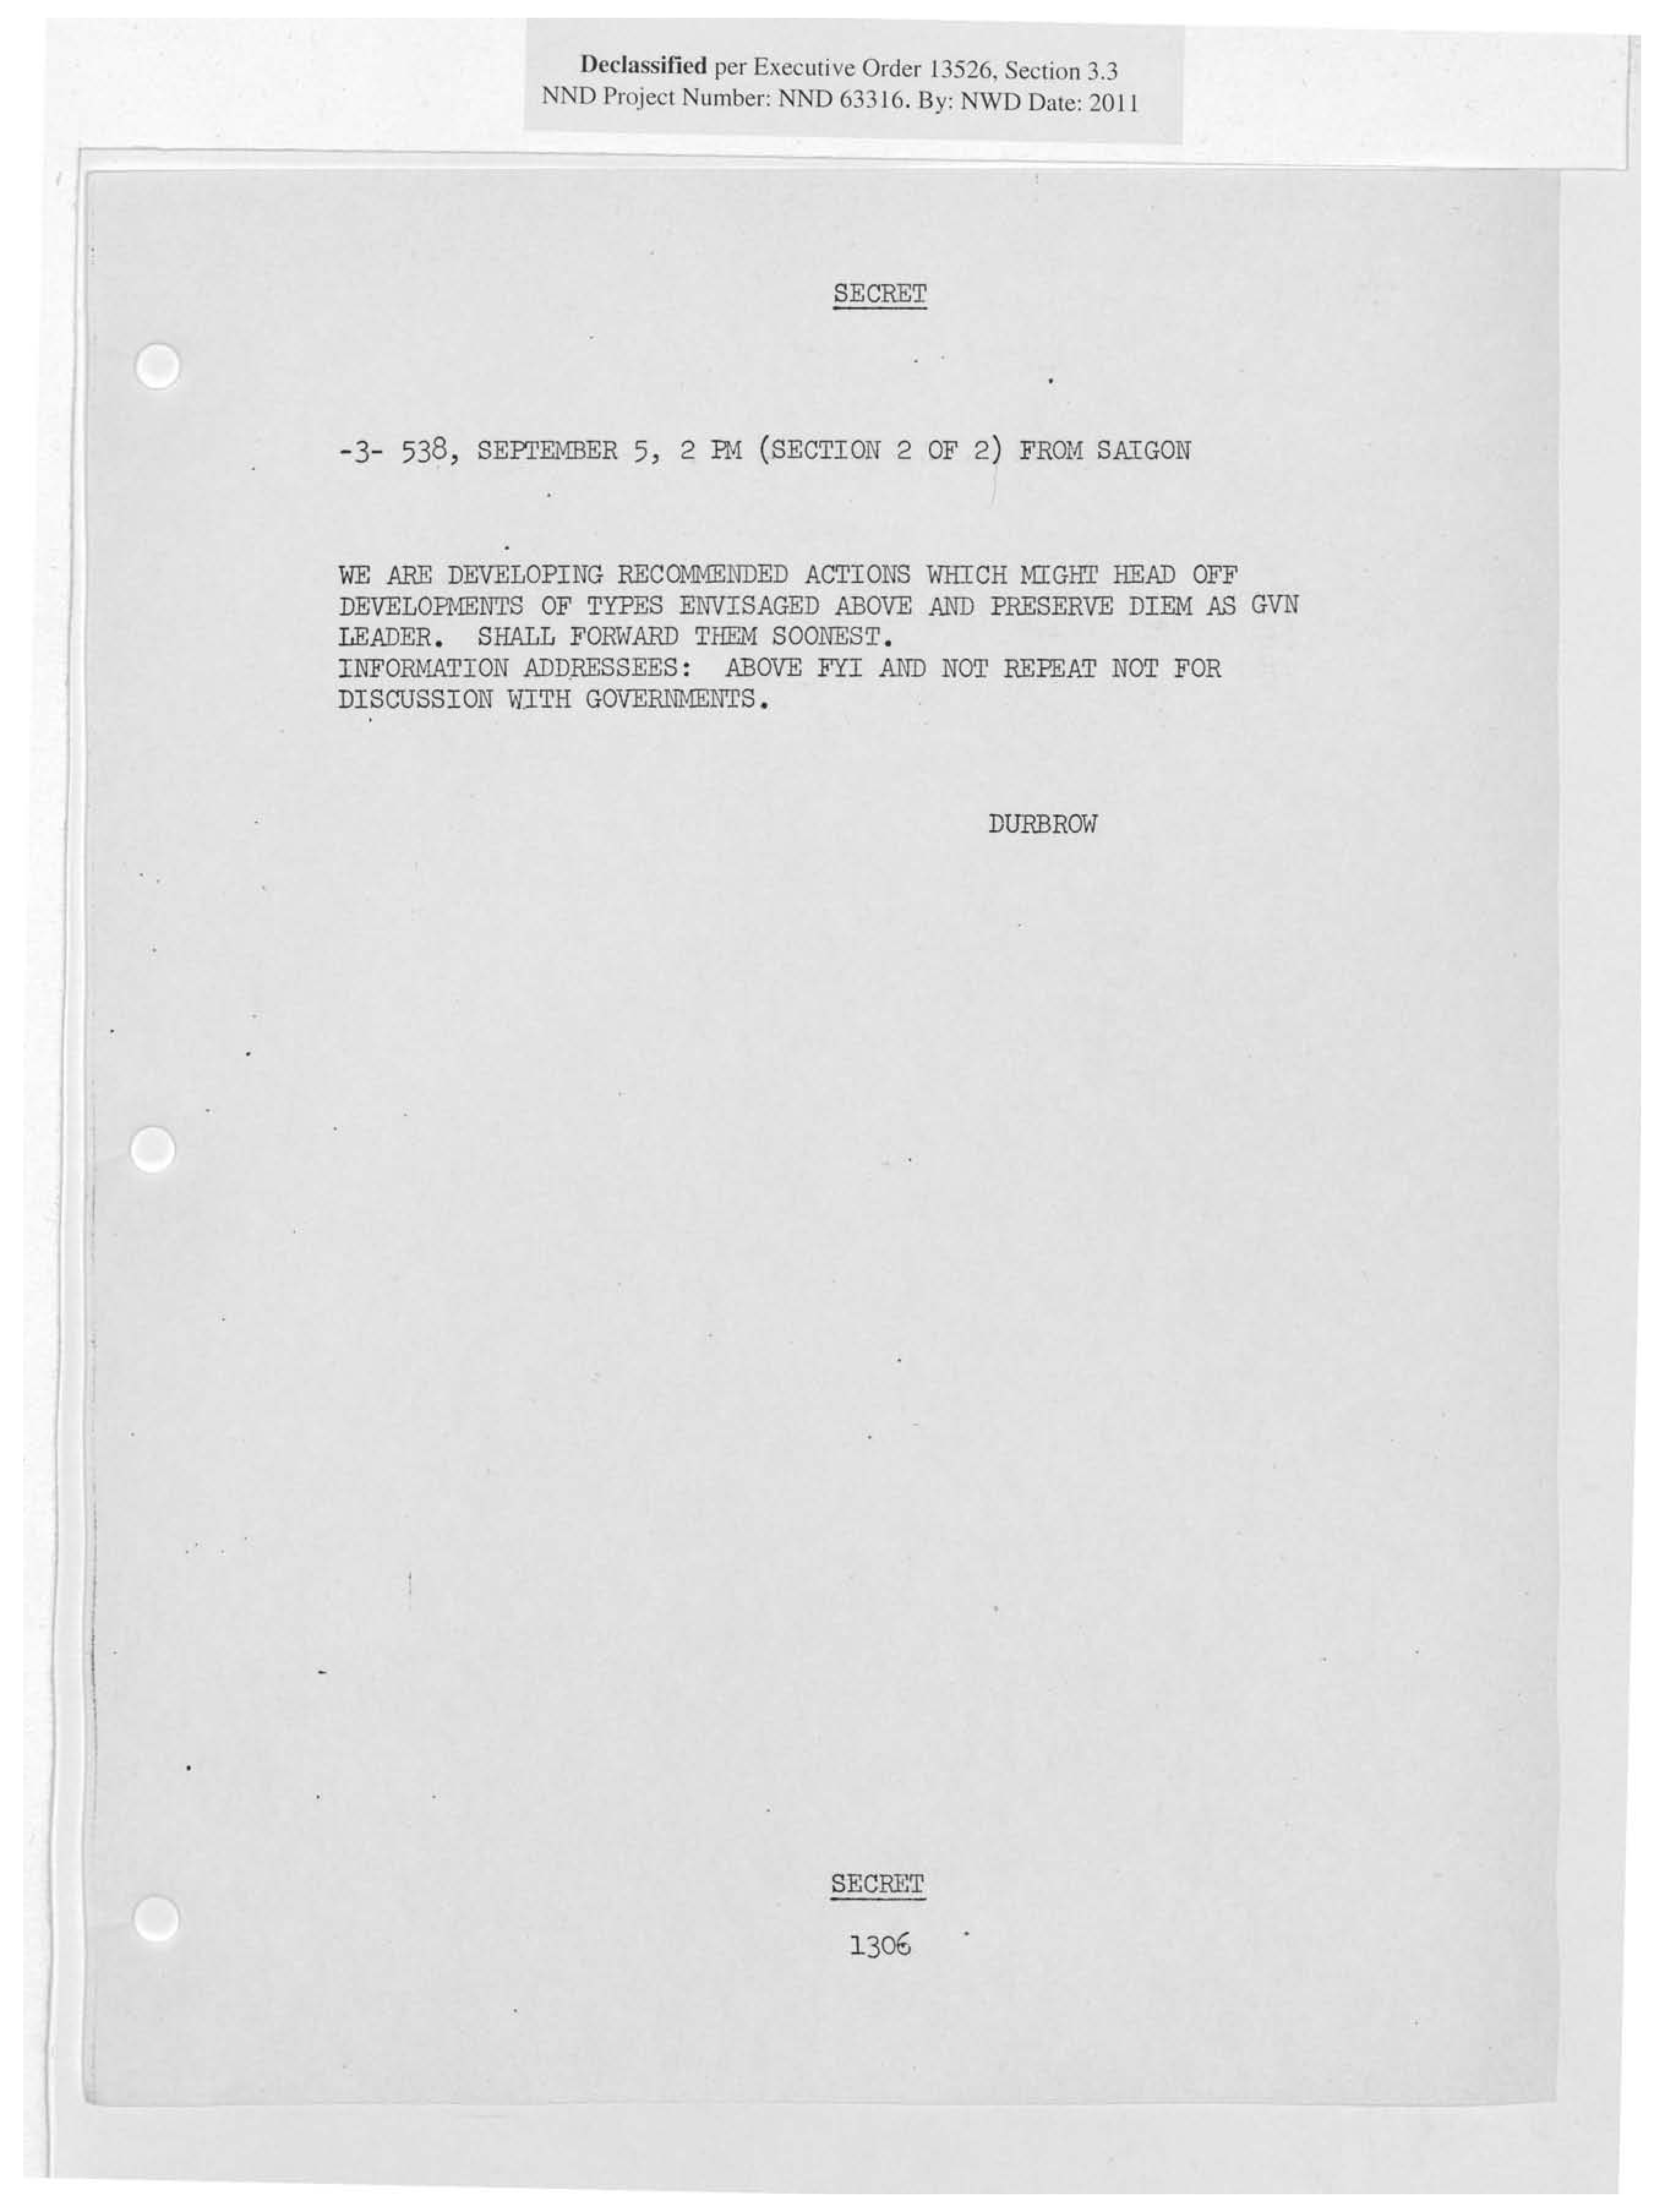 Declassified per Executive Order 13526, Section 3.3
NND Project Number: NND 63316. By: NWD Date: 2011
SECRET
-3- 538, SEPTEMBER 5, 2 PM (SECTION 2 OF 2) FROM SAIGON
WE ARE DEVELOPING RECOMMENDED ACTIONS WHICH MIGHT HEAD OFF
DEVELOPMENTS OF TYPES ENVISAGED ABOVE AND PRESERVE DIEM AS GVN
LEADER. SHALL FORWARD THEM SOONEST.
INFORMATION ADDRESSEES: ABOVE FYI AND NOT REPEAT NOT FOR
DISCUSSION WITH GOVERNMENTS.
DURBROW
SECRET
1306